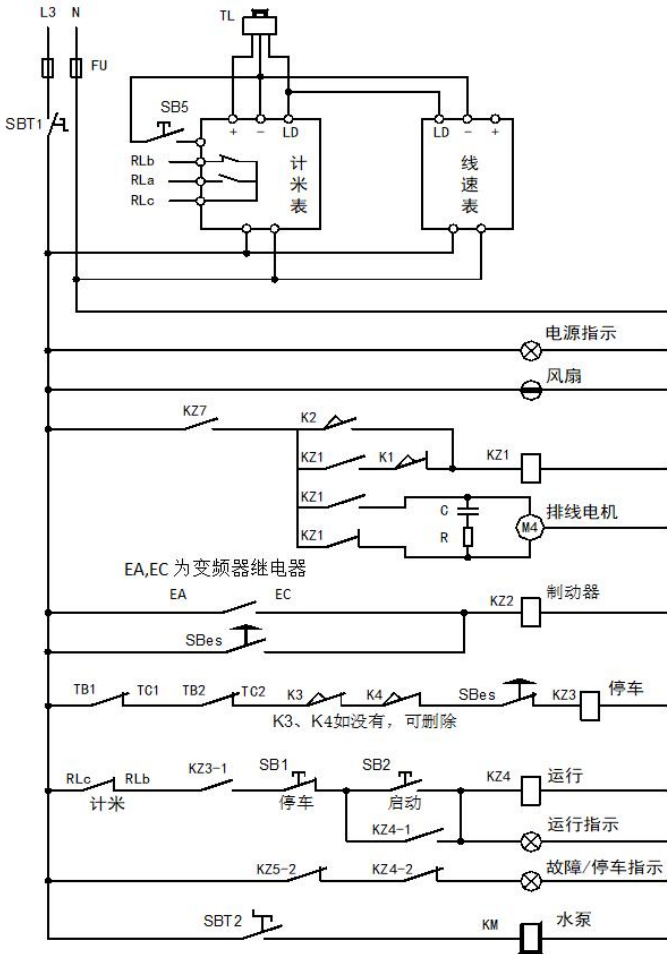 L3 N TL
FU
SBT1
SB5
+ - LD
LD - +
RLb
RLa
RLc
计米表
线速表
电源指示
风扇
KZ7 K2
KZ1 K1 KZ1
KZ1 C 排线电机
M4
KZ1 R
EA,EC 为变频器继电器
EA EC KZ2 制动器
SBes
TB1 TC1 TB2 TC2 K3 K4 SBes KZ3 停车
K3、K4如没有，可删除
RLc RLb KZ3-1 SB1 SB2 KZ4 运行
计米 停车 启动
KZ4-1 运行指示
KZ5-2 KZ4-2 故障/停车指示
SBT2 KM 水泵